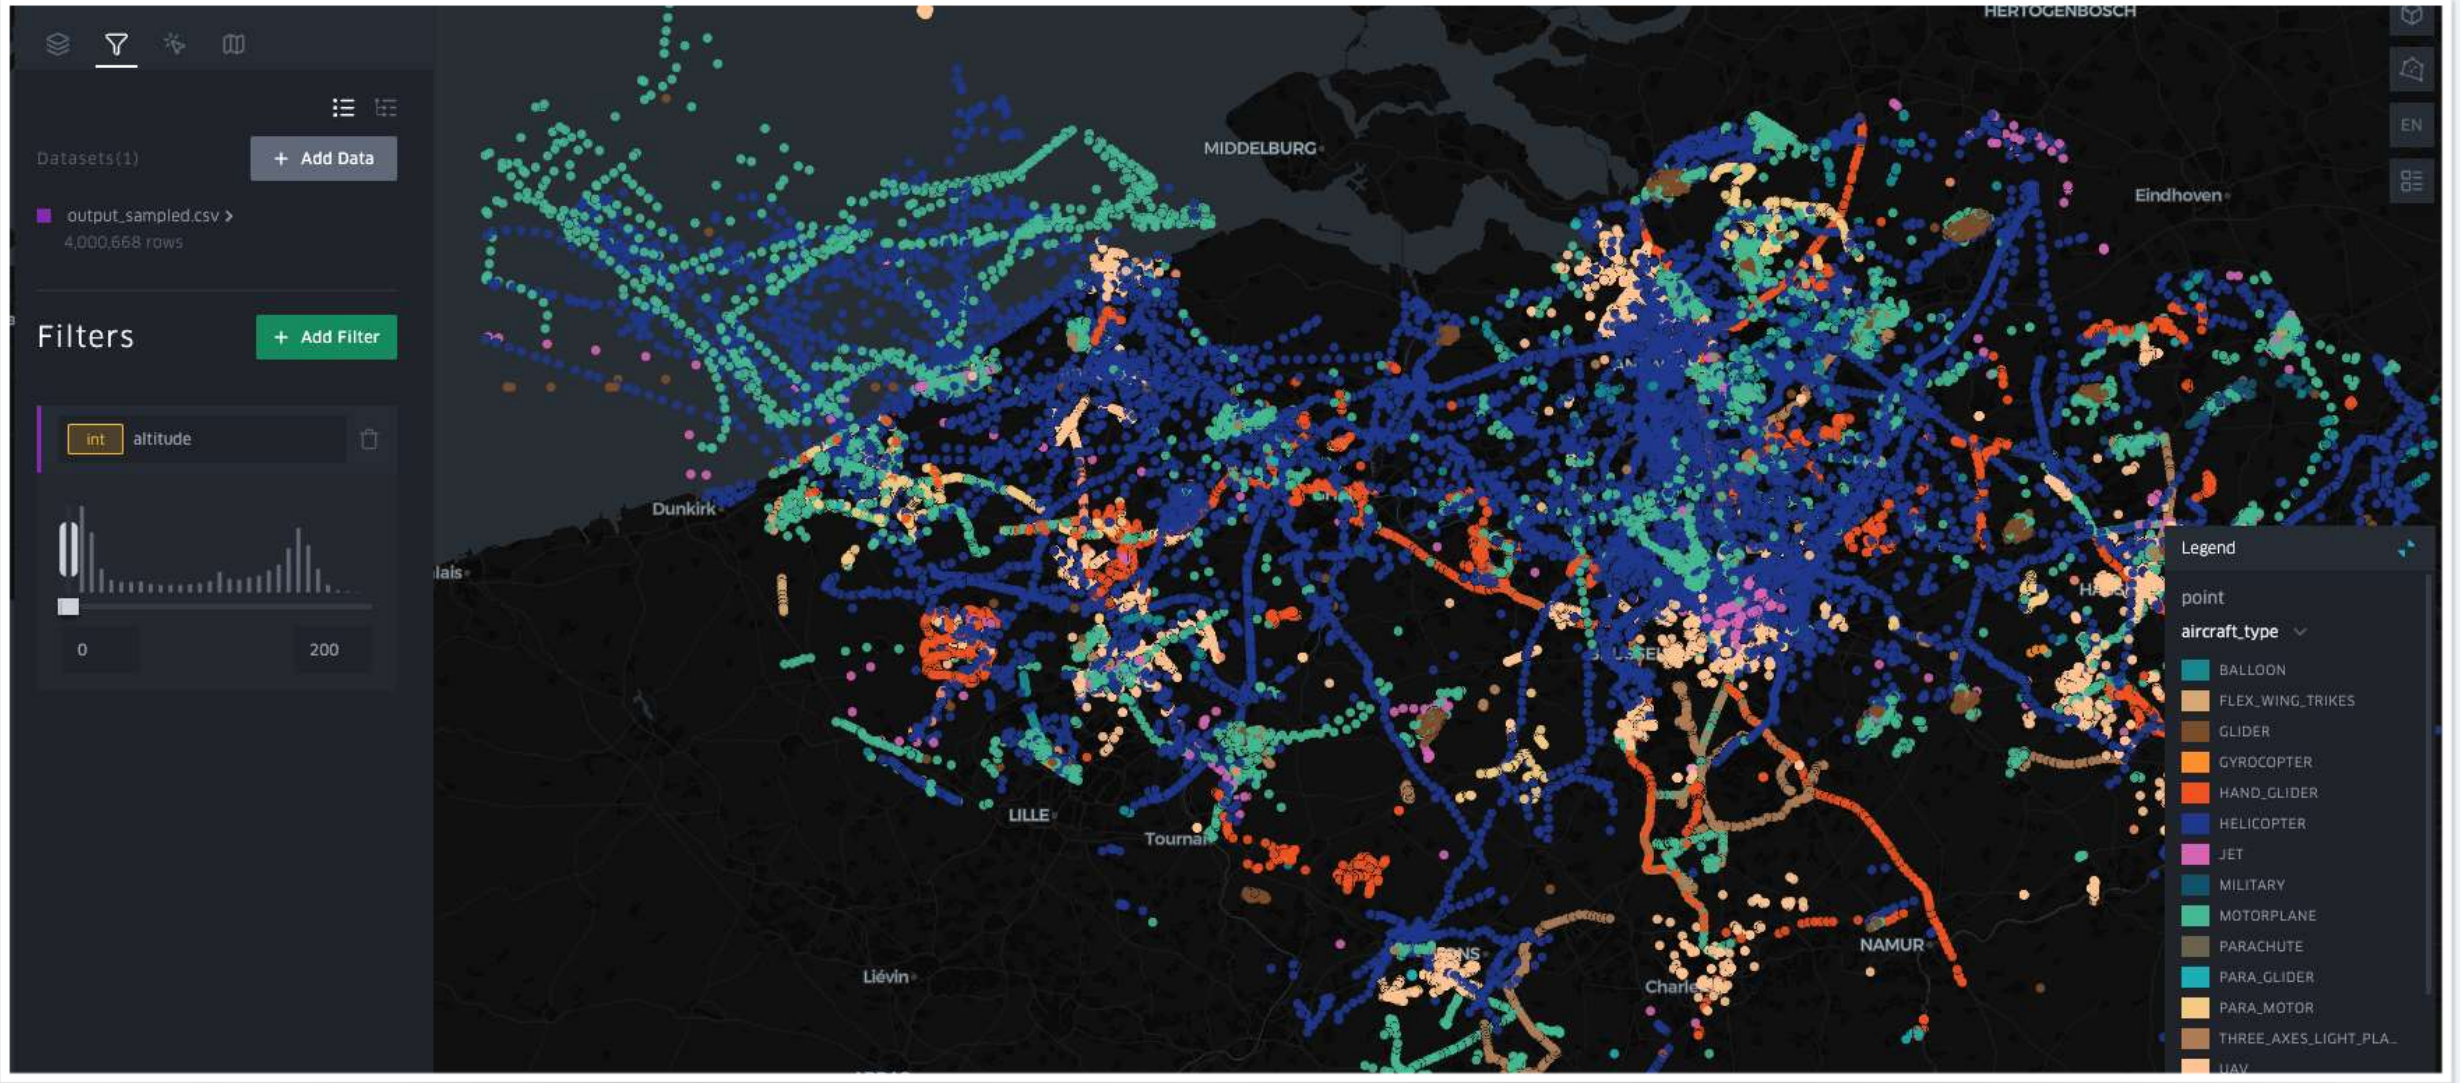 Datasets(1)
+ Add Data
output_sampled.csv
4,000,668 rows
Filters
+ Add Filter
int altitude
0
200
HERTOGENBOSCH
EN
MIDDELBURG
Eindhoven
Dunkirk
lais
LILLE
Tournai
Liévin
NAMUR
Charle
Legend
point
aircraft_type
BALLOON
FLEX_WING_TRIKES
GLIDER
GYROCOPTER
HAND_GLIDER
HELICOPTER
JET
MILITARY
MOTORPLANE
PARACHUTE
PARA_GLIDER
PARA_MOTOR
THREE_AXES_LIGHT_PLA...
UAV